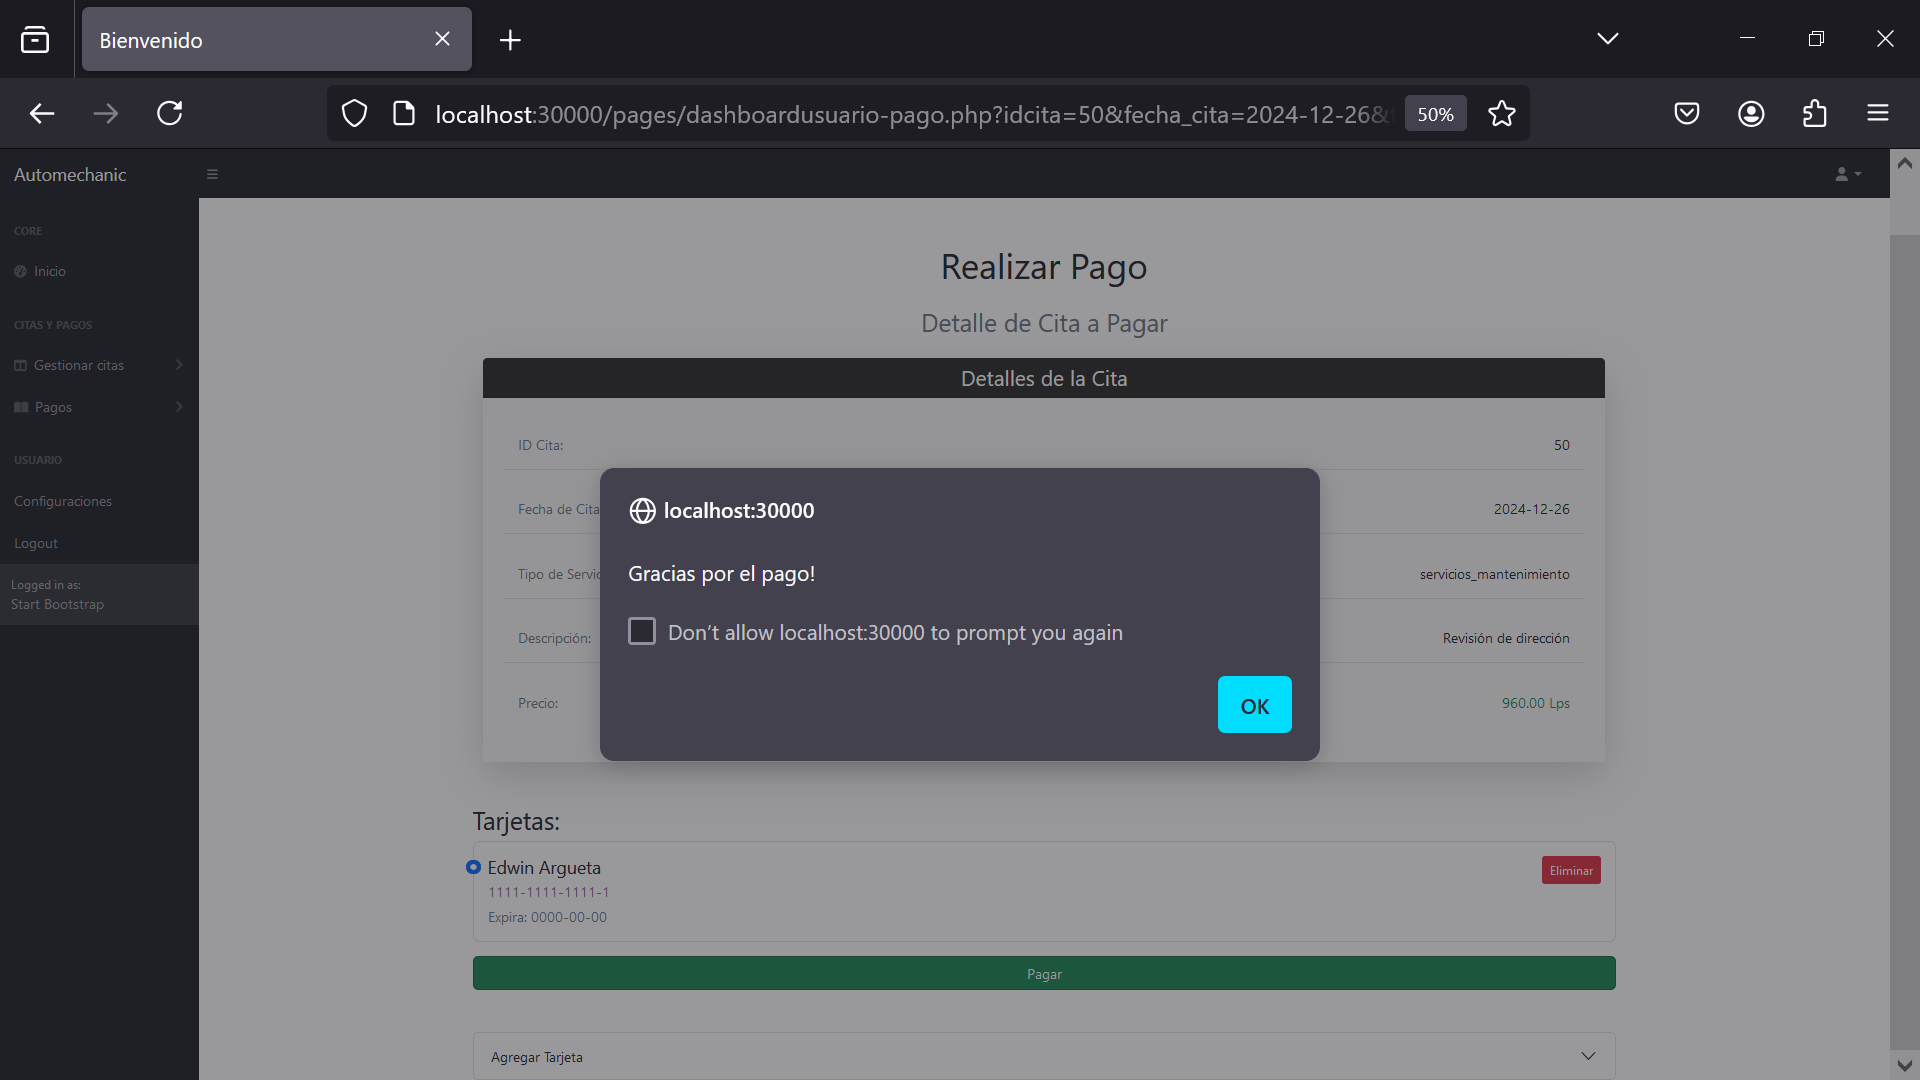 Bienvenido
localhost:30000/pages/dashboardusuario-pago.php?idcita=50&fecha_cita=2024-12-26&
50%
Automechanic
CORE
Inicio
CITAS Y PAGOS
Gestionar citas
Pagos
USUARIO
Configuraciones
Logout
Logged in as:
Start Bootstrap
Realizar Pago
Detalle de Cita a Pagar
Detalles de la Cita
ID Cita: 50
Fecha de Cita 2024-12-26
Tipo de Servic servicios_mantenimiento
Descripción: Revisión de dirección
Precio: 960.00 Lps
localhost:30000
Gracias por el pago!
Don’t allow localhost:30000 to prompt you again
OK
Tarjetas:
Edwin Argueta
Eliminar
1111-1111-1111-1
Expira: 0000-00-00
Pagar
Agregar Tarjeta